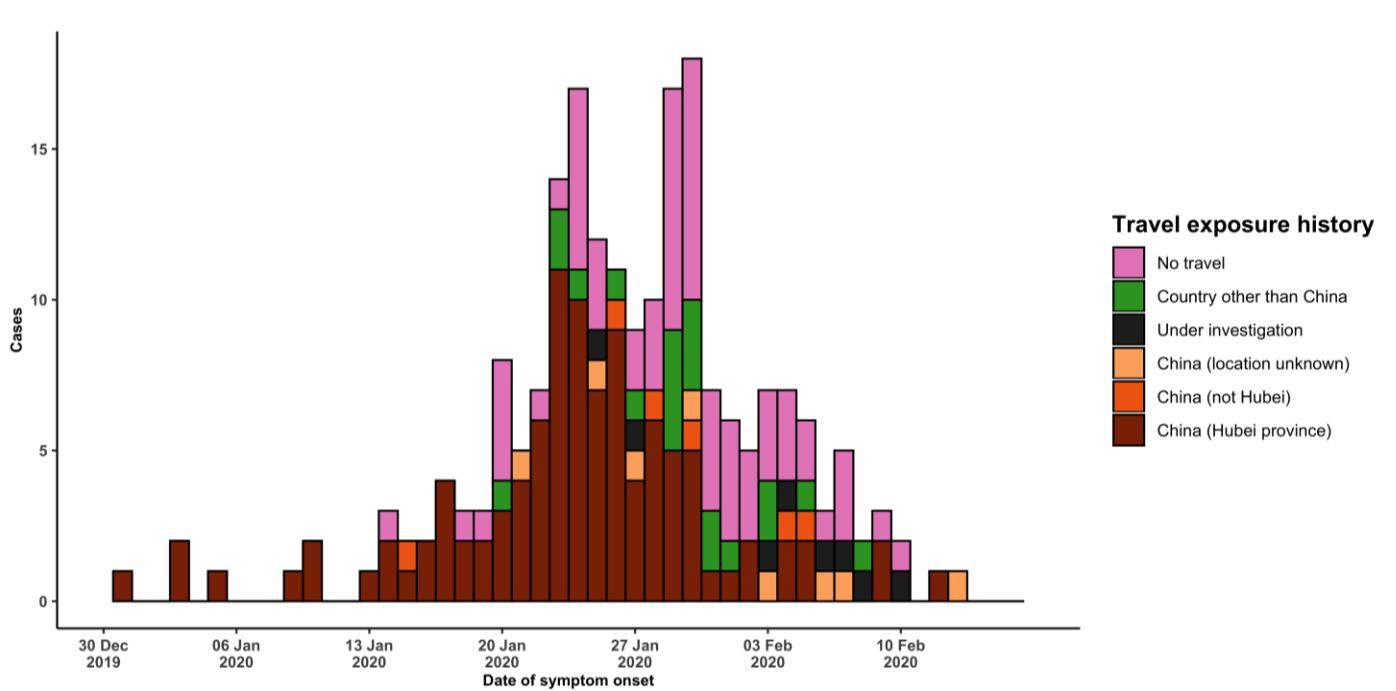 15
10
5
0
Cases
30 Dec
2019
06 Jan
2020
13 Jan
2020
20 Jan
2020
27 Jan
2020
03 Feb
2020
10 Feb
2020
Date of symptom onset
Travel exposure history
No travel
Country other than China
Under investigation
China (location unknown)
China (not Hubei)
China (Hubei province)